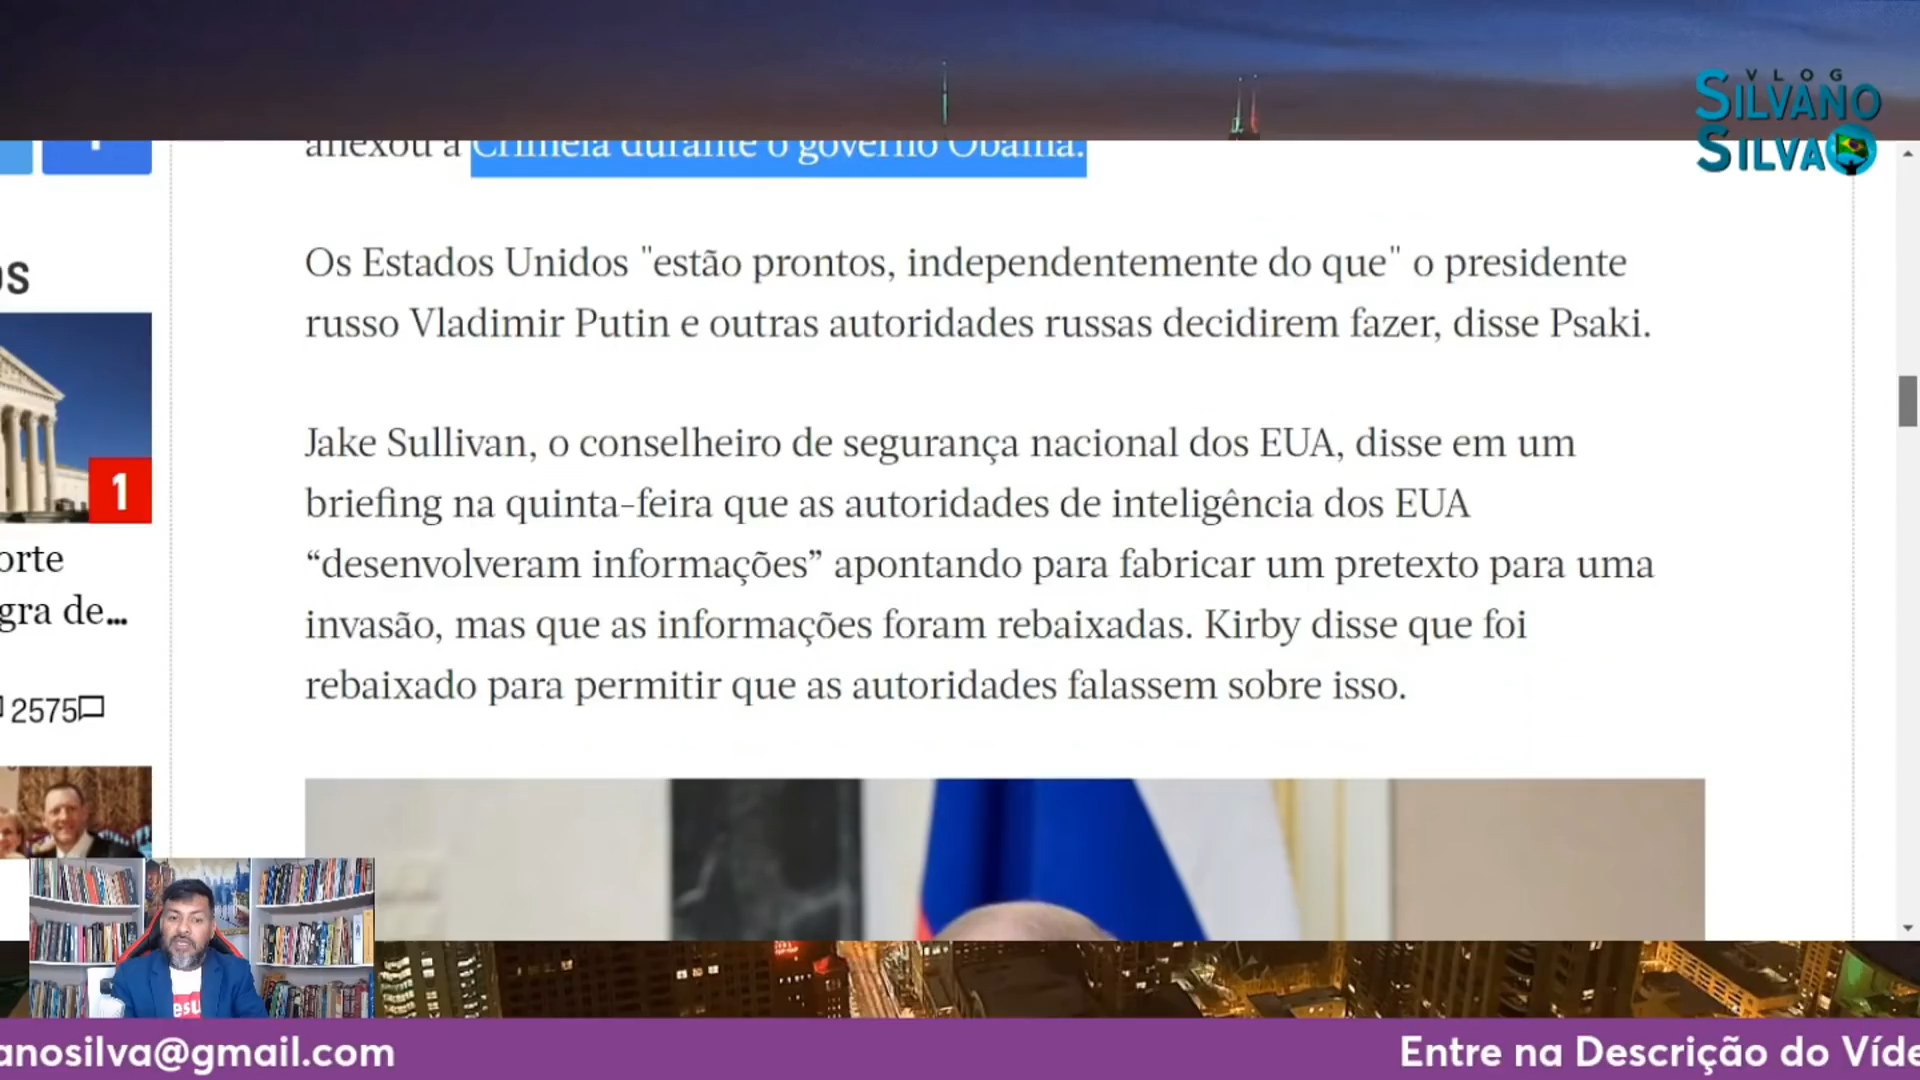 VLOG
SILVANO
SILVA
anexou a Crimeia durante o governo Obama.
Os Estados Unidos "estão prontos, independentemente do que" o presidente
russo Vladimir Putin e outras autoridades russas decidirem fazer, disse Psaki.
Jake Sullivan, o conselheiro de segurança nacional dos EUA, disse em um
briefing na quinta-feira que as autoridades de inteligência dos EUA
“desenvolveram informações” apontando para fabricar um pretexto para uma
invasão, mas que as informações foram rebaixadas. Kirby disse que foi
rebaixado para permitir que as autoridades falassem sobre isso.
os
1
orte
gra de...
2575
esu
anosilva@gmail.com
Entre na Descrição do Víde